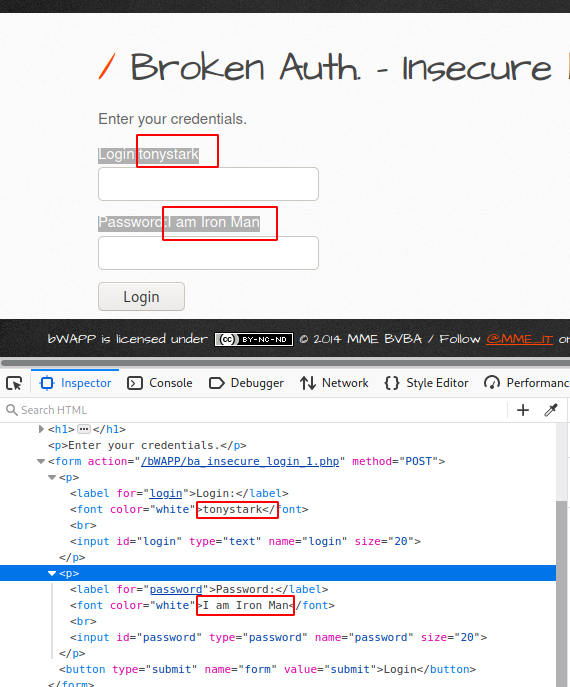 / Broken Auth. - Insecure
Enter your credentials.
Login:tonystark
Password:I am Iron Man
Login
bWAPP is licensed under (cc) BY-NC-ND © 2014 MME BVBA / Follow @MME_IT on
Inspector Console Debugger Network Style Editor Performanc
Search HTML
<h1> ••• </h1>
<p>Enter your credentials.</p>
<form action="/bWAPP/ba_insecure_login_1.php" method="POST">
<p>
<label for="login">Login:</label>
<font color="white">tonystark</font>
<br>
<input id="login" type="text" name="login" size="20">
</p>
<p>
<label for="password">Password:</label>
<font color="white">I am Iron Man</font>
<br>
<input id="password" type="password" name="password" size="20">
</p>
<button type="submit" name="form" value="submit">Login</button>
</form>